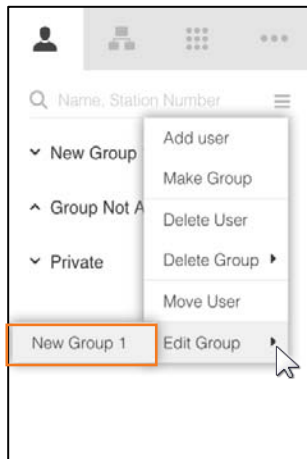 Name, Station Number
New Group
Group Not A
Private
Add user
Make Group
Delete User
Delete Group
Move User
Edit Group
New Group 1